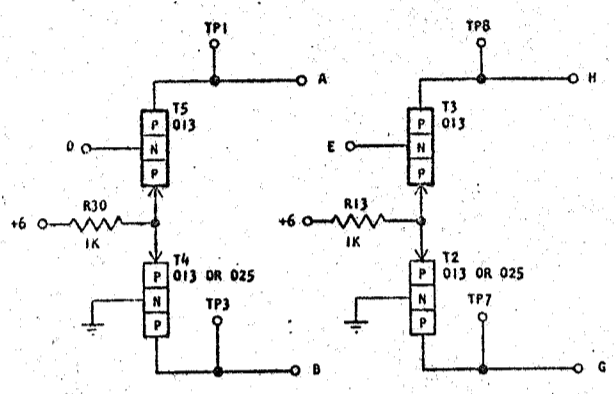 TP1
TP8
A
H
T5
013
T3
013
P
N
P
P
N
P
D
E
R30
R13
+6
+6
1K
1K
T4
013 OR 025
T2
013 OR 025
P
N
P
P
N
P
TP3
TP7
B
G